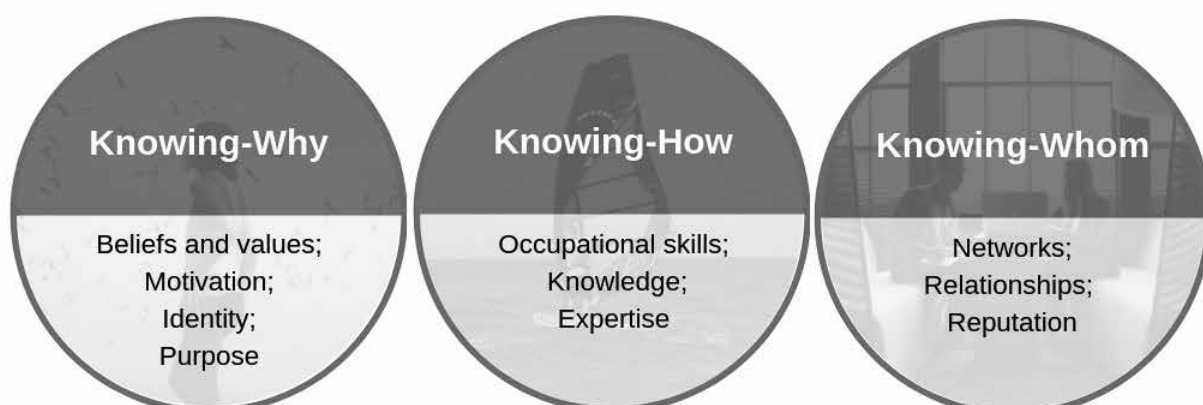 Knowing-Why
Beliefs and values;
Motivation;
Identity;
Purpose
Knowing-How
Occupational skills;
Knowledge;
Expertise
Knowing-Whom
Networks;
Relationships;
Reputation